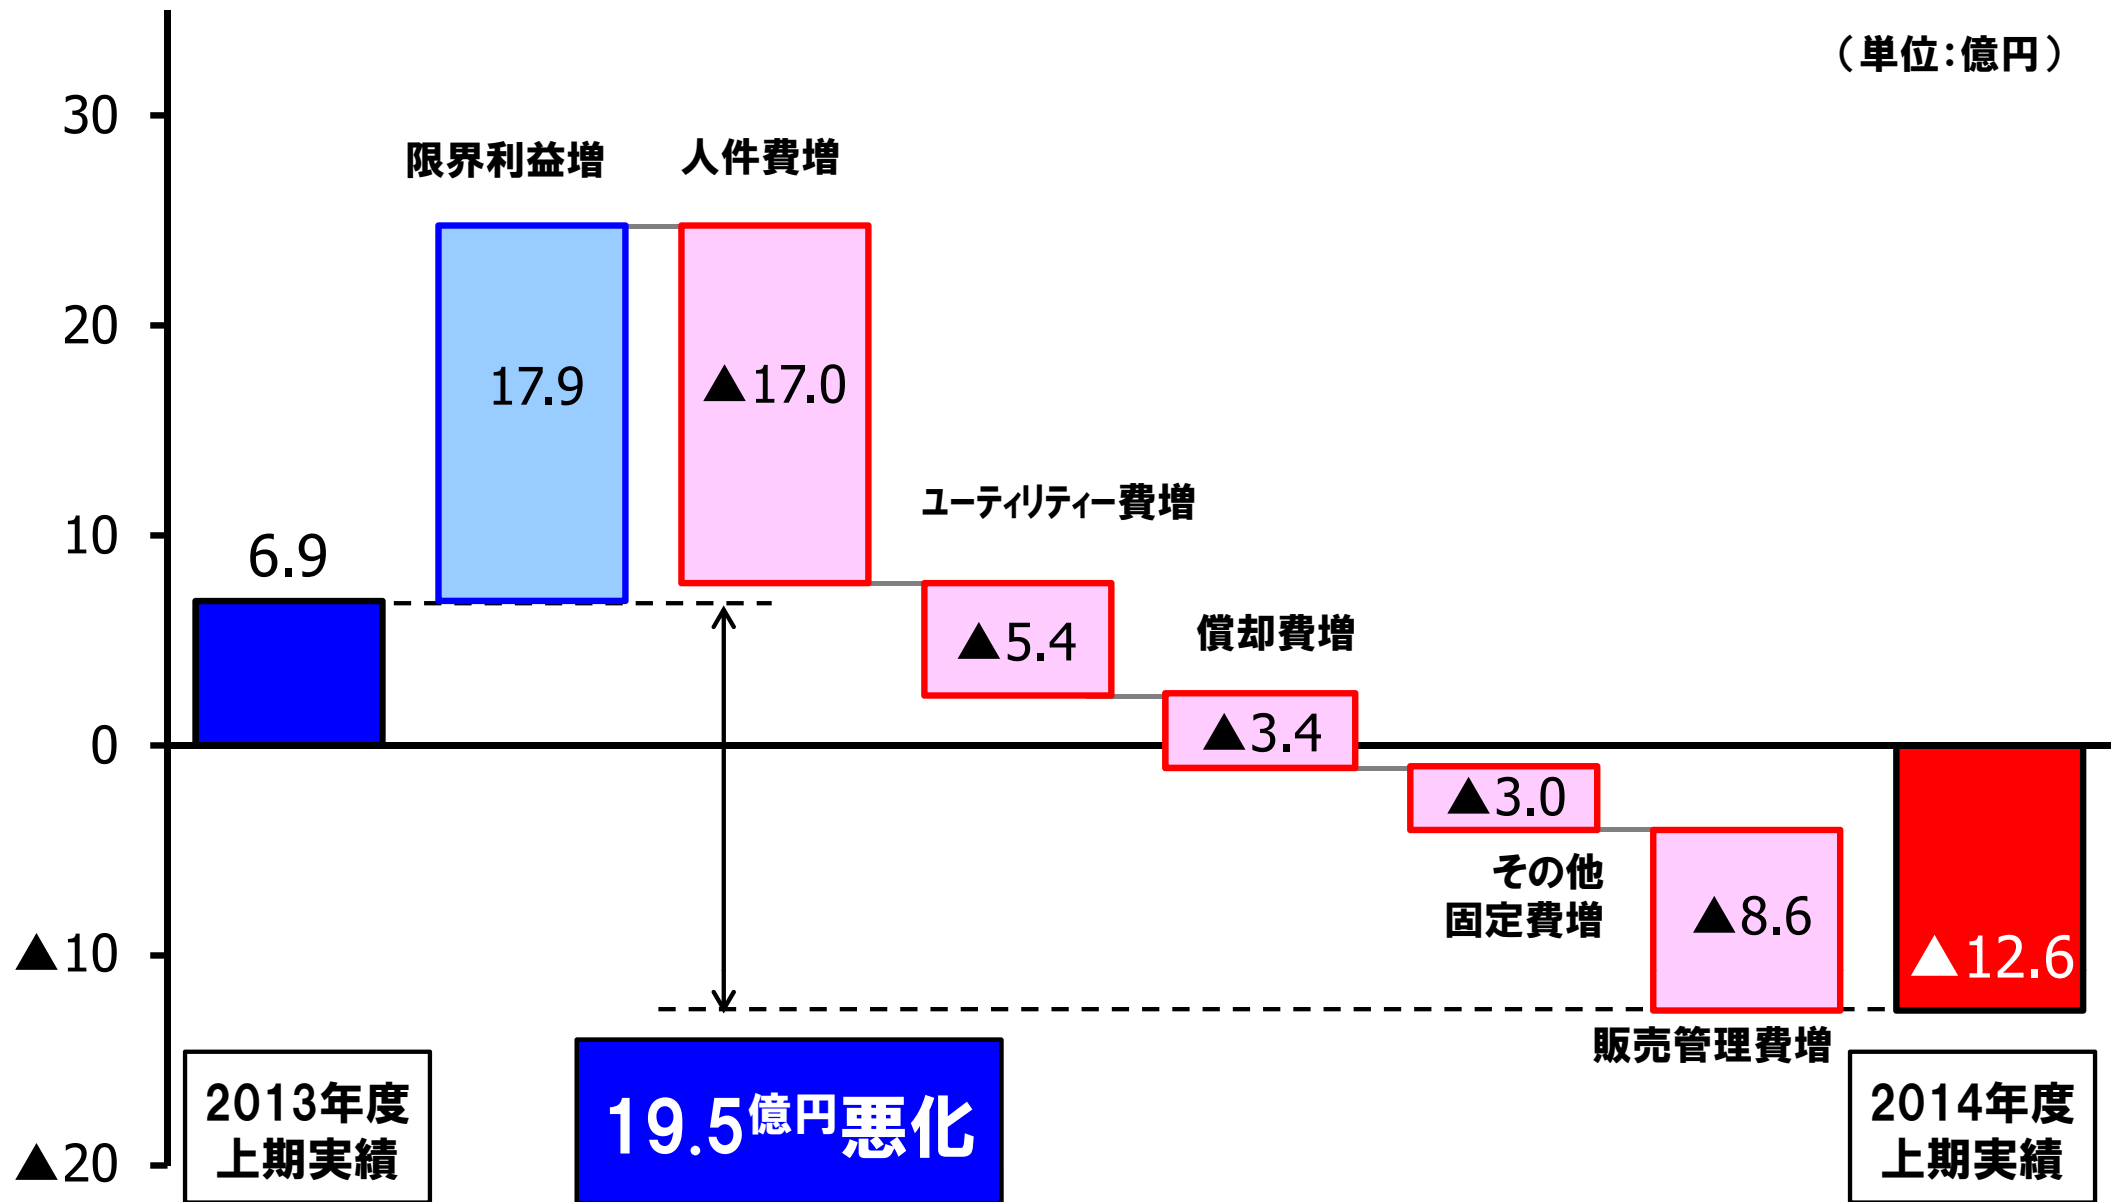 （単位：億円）
30
20
10
0
▲10
▲20
6.9
限界利益増
17.9
人件費増
▲17.0
ユーティリティー費増
▲5.4
償却費増
▲3.4
▲3.0
その他
固定費増
▲8.6
販売管理費増
▲12.6
2013年度
上期実績
19.5億円悪化
2014年度
上期実績